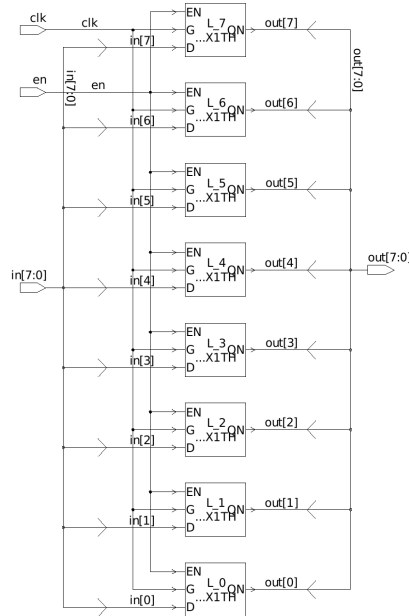 clk clk
EN
L_7
G QN out[7]
...X1TH
in[7] D
en en
in[7:0]
out[7:0]
EN
L_6
G QN out[6]
...X1TH
in[6] D
EN
L_5
G QN out[5]
...X1TH
in[5] D
EN
L_4
G QN out[4]
...X1TH
in[4] D
in[7:0]
out[7:0]
EN
L_3
G QN out[3]
...X1TH
in[3] D
EN
L_2
G QN out[2]
...X1TH
in[2] D
EN
L_1
G QN out[1]
...X1TH
in[1] D
EN
L_0
G QN out[0]
...X1TH
in[0] D